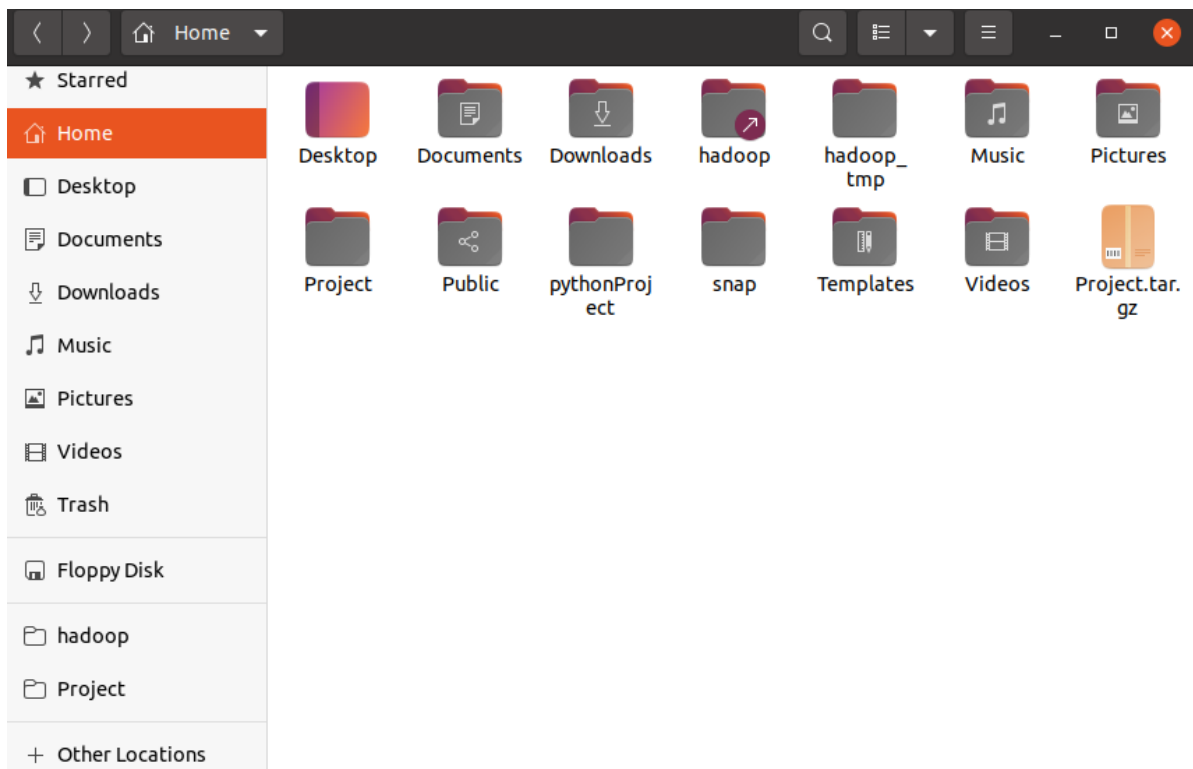 Home
Starred
Home
Desktop
Documents
Downloads
Music
Pictures
Videos
Trash
Floppy Disk
hadoop
Project
+ Other Locations
Desktop
Documents
Downloads
hadoop
hadoop_
tmp
Music
Pictures
Project
Public
pythonProj
ect
snap
Templates
Videos
Project.tar.
gz